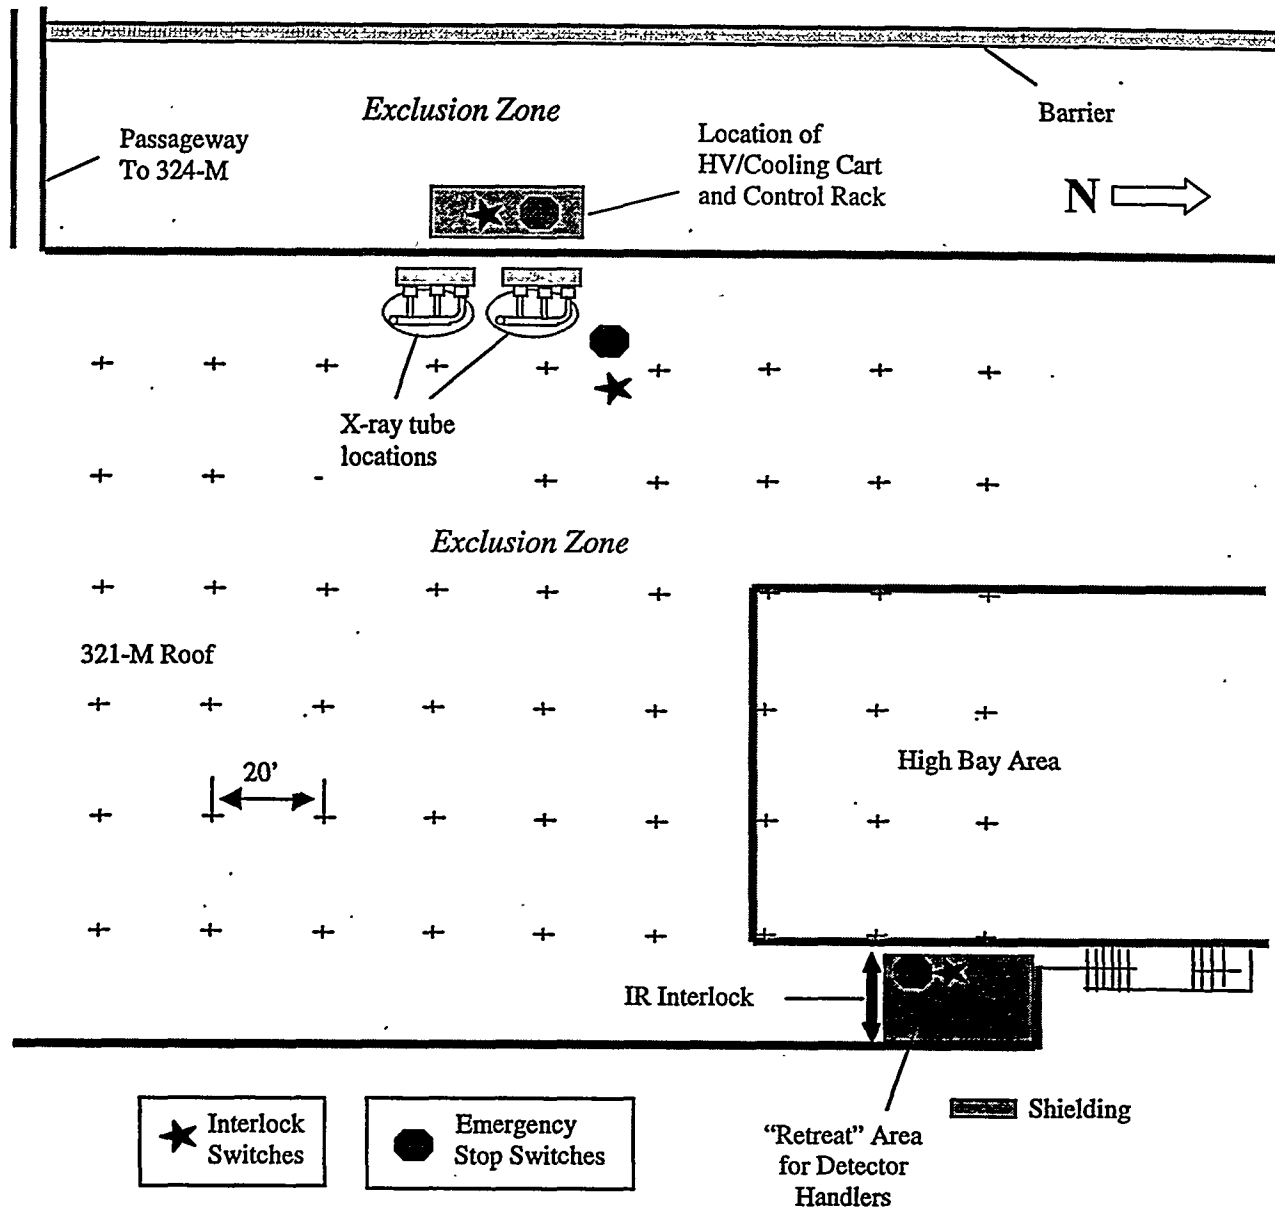 Exclusion Zone
Barrier
Passageway
To 324-M
Location of
HV/Cooling Cart
and Control Rack
N
X-ray tube
locations
Exclusion Zone
321-M Roof
20'
High Bay Area
IR Interlock
Interlock
Switches
Emergency
Stop Switches
"Retreat" Area
for Detector
Handlers
Shielding